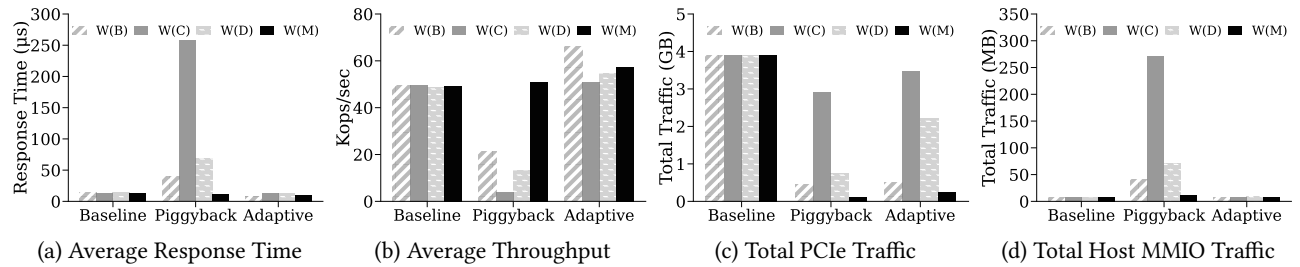 Response Time (μs)
300
250
200
150
100
50
0
W(B) W(C) W(D) W(M)
Baseline Piggyback Adaptive
(a) Average Response Time
Kops/sec
80
60
40
20
0
W(B) W(C) W(D) W(M)
Baseline Piggyback Adaptive
(b) Average Throughput
Total Traffic (GB)
5
4
3
2
1
0
W(B) W(C) W(D) W(M)
Baseline Piggyback Adaptive
(c) Total PCIe Traffic
Total Traffic (MB)
350
300
250
200
150
100
50
0
W(B) W(C) W(D) W(M)
Baseline Piggyback Adaptive
(d) Total Host MMIO Traffic